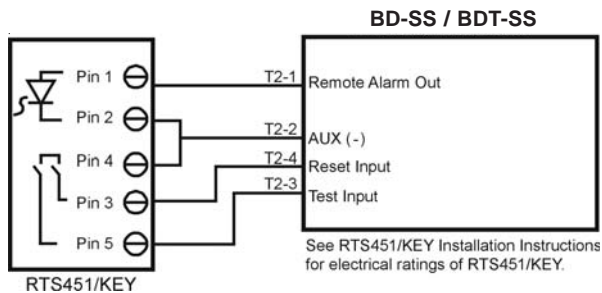 BD-SS / BDT-SS
Pin 1
T2-1
Remote Alarm Out
Pin 2
T2-2
AUX (-)
Pin 4
T2-4
Reset Input
Pin 3
T2-3
Test Input
Pin 5
See RTS451/KEY Installation Instructions
for electrical ratings of RTS451/KEY.
RTS451/KEY